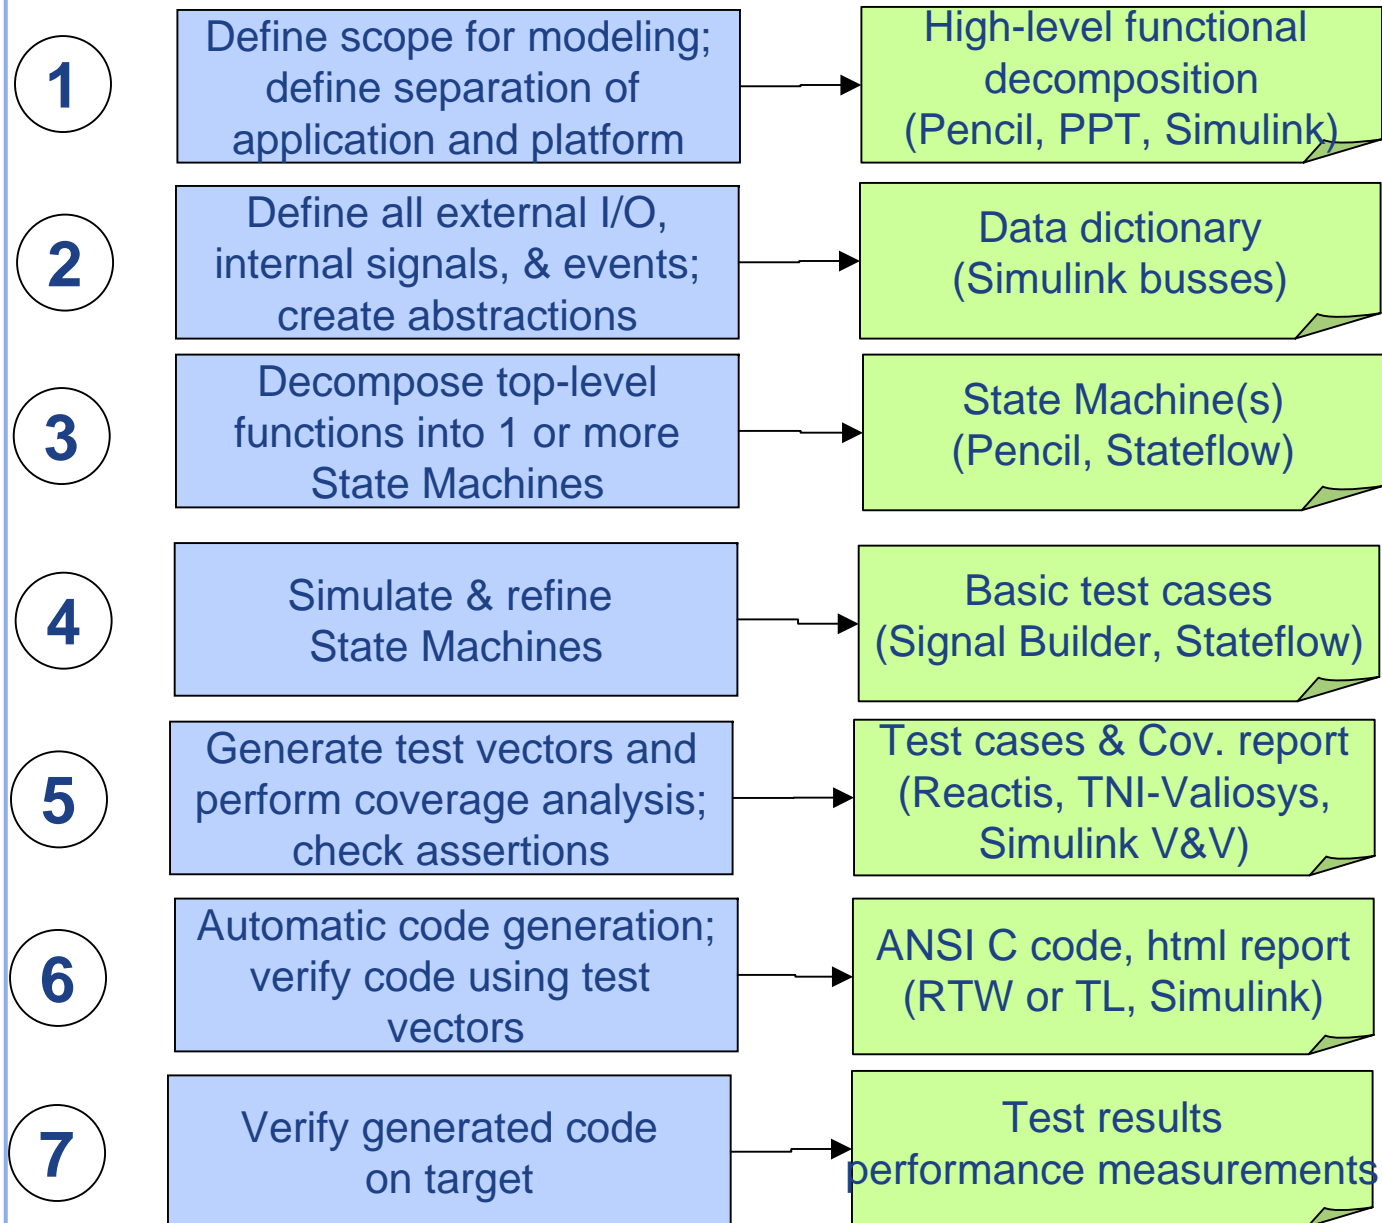 1
Define scope for modeling;
define separation of
application and platform
High-level functional
decomposition
(Pencil, PPT, Simulink)
2
Define all external I/O,
internal signals, & events;
create abstractions
Data dictionary
(Simulink busses)
3
Decompose top-level
functions into 1 or more
State Machines
State Machine(s)
(Pencil, Stateflow)
4
Simulate & refine
State Machines
Basic test cases
(Signal Builder, Stateflow)
5
Generate test vectors and
perform coverage analysis;
check assertions
Test cases & Cov. report
(Reactis, TNI-Valiosys,
Simulink V&V)
6
Automatic code generation;
verify code using test
vectors
ANSI C code, html report
(RTW or TL, Simulink)
7
Verify generated code
on target
Test results
performance measurements